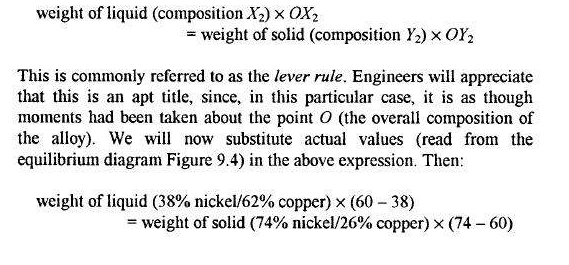 weight of liquid (composition X₂) × OX₂
= weight of solid (composition Y₂) × OY₂
This is commonly referred to as the lever rule. Engineers will appreciate
that this is an apt title, since, in this particular case, it is as though
moments had been taken about the point O (the overall composition of
the alloy). We will now substitute actual values (read from the
equilibrium diagram Figure 9.4) in the above expression. Then:
weight of liquid (38% nickel/62% copper) × (60 – 38)
= weight of solid (74% nickel/26% copper) × (74 – 60)